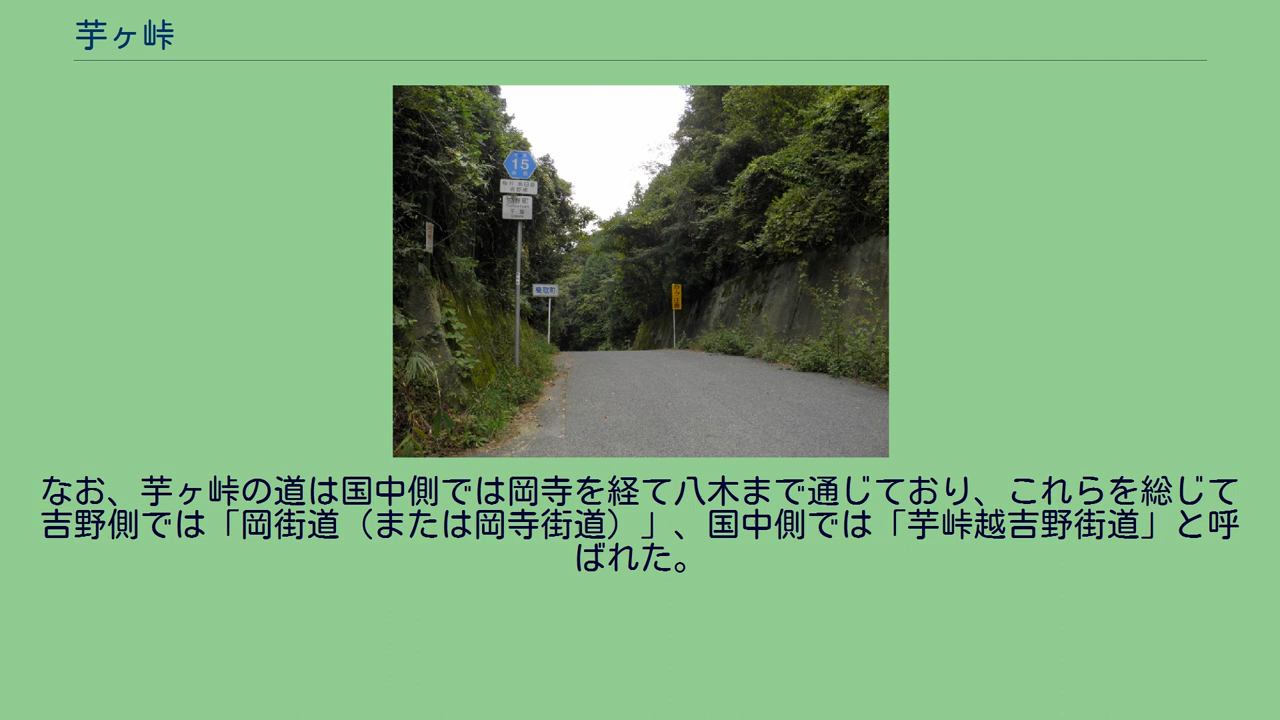 芋ヶ峠
15
なお、芋ヶ峠の道は国中側では岡寺を経て八木まで通じており、これらを総じて
吉野側では「岡街道（または岡寺街道）」、国中側では「芋峠越吉野街道」と呼
ばれた。